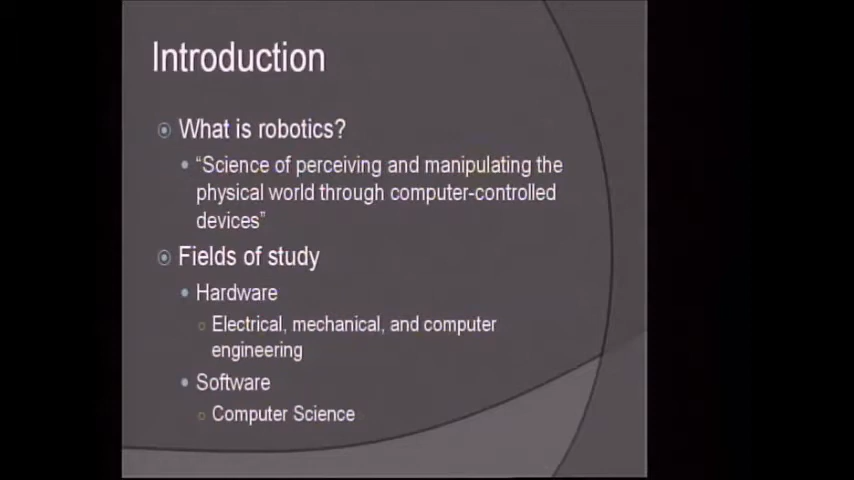 Introduction
What is robotics?
“Science of perceiving and manipulating the
physical world through computer-controlled
devices”
Fields of study
Hardware
Electrical, mechanical, and computer
engineering
Software
Computer Science